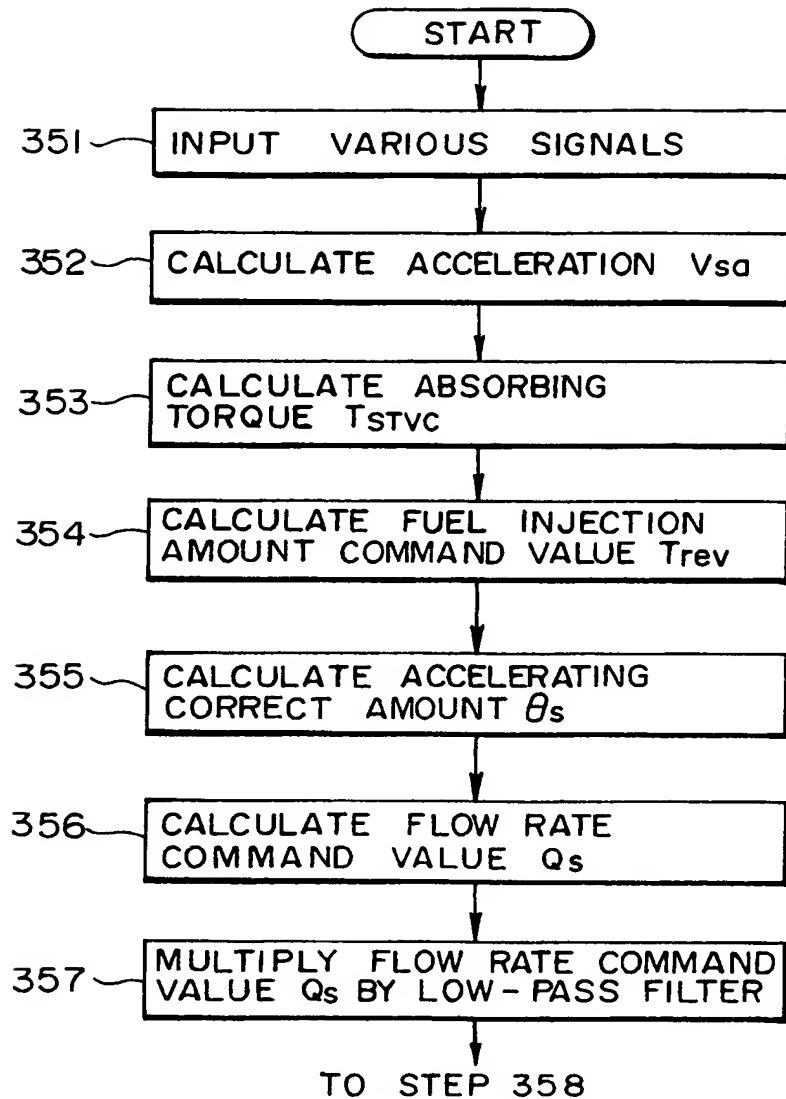 START
351
INPUT VARIOUS SIGNALS
352
CALCULATE ACCELERATION Vsa
353
CALCULATE ABSORBING
TORQUE TSTVC
354
CALCULATE FUEL INJECTION
AMOUNT COMMAND VALUE Trev
355
CALCULATE ACCELERATING
CORRECT AMOUNT θs
356
CALCULATE FLOW RATE
COMMAND VALUE Qs
357
MULTIPLY FLOW RATE COMMAND
VALUE Qs BY LOW-PASS FILTER
TO STEP 358